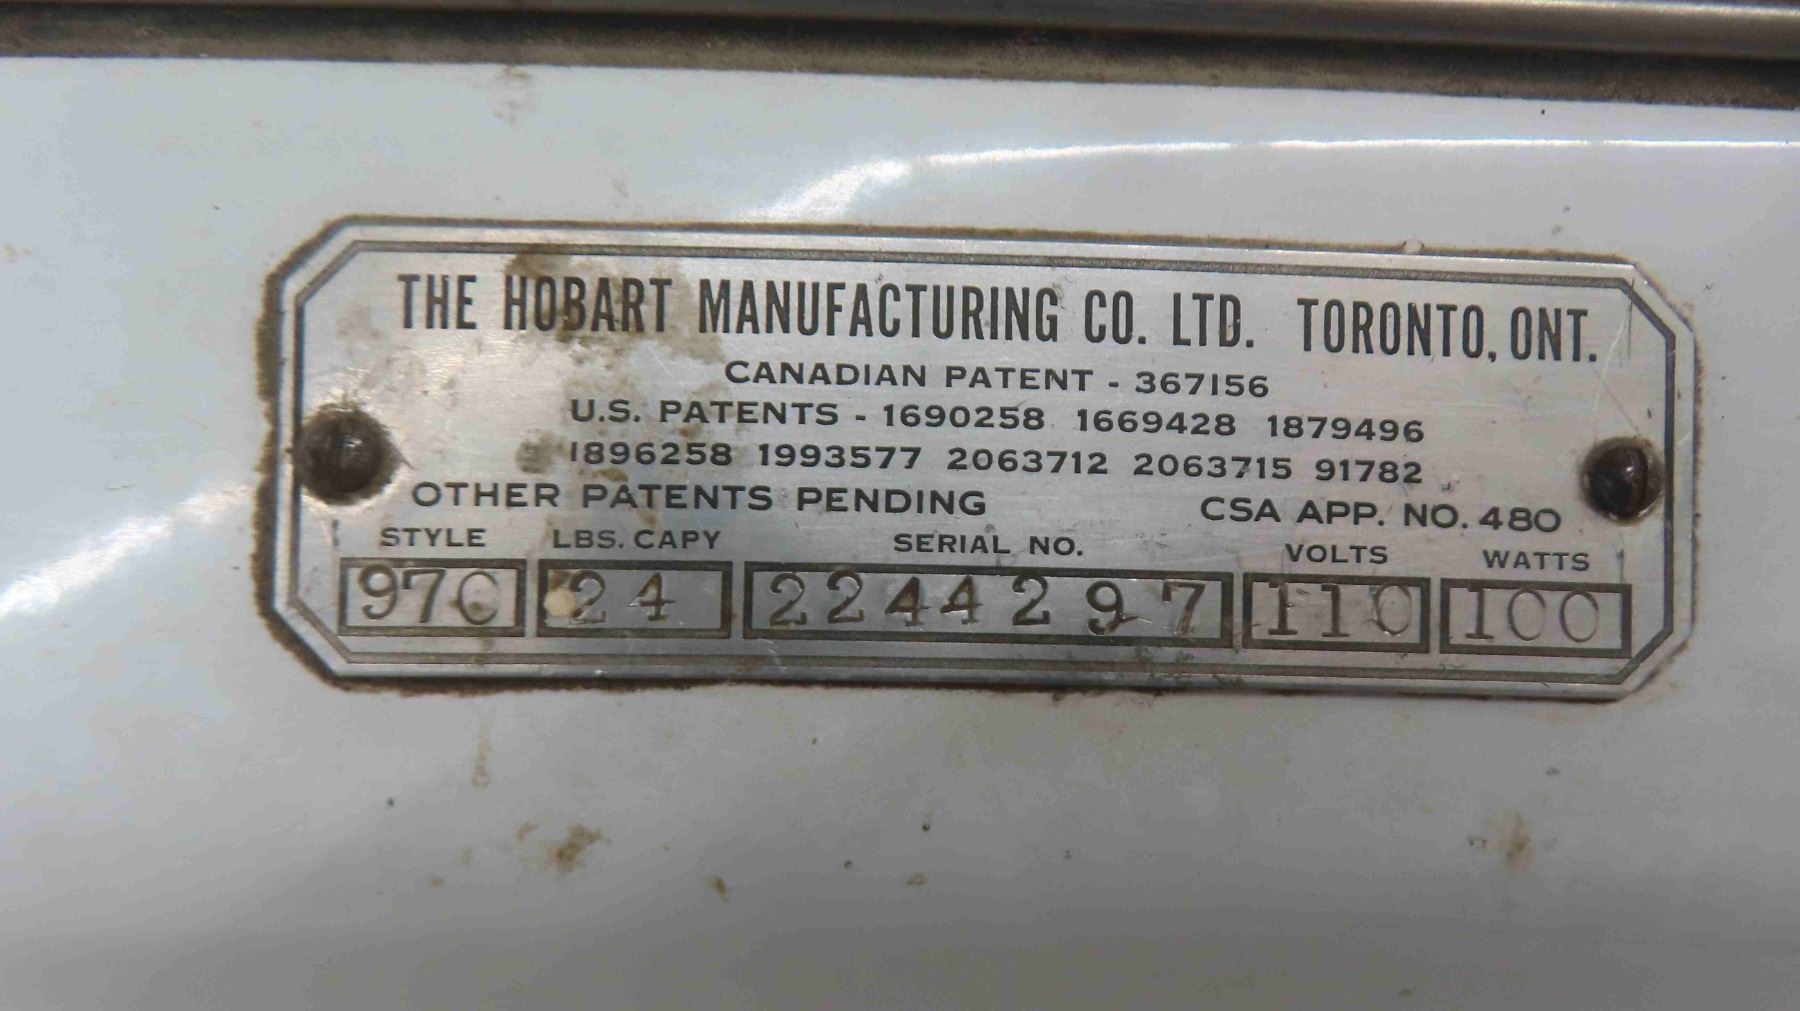 THE HOBART MANUFACTURING CO. LTD. TORONTO, ONT.
CANADIAN PATENT - 367156
U.S. PATENTS - 1690258 1669428 1879496
1896258 1993577 2063712 2063715 91782
OTHER PATENTS PENDING CSA APP. NO. 480
STYLE LBS. CAPY SERIAL NO. VOLTS WATTS
97C 24 2244297 110 100